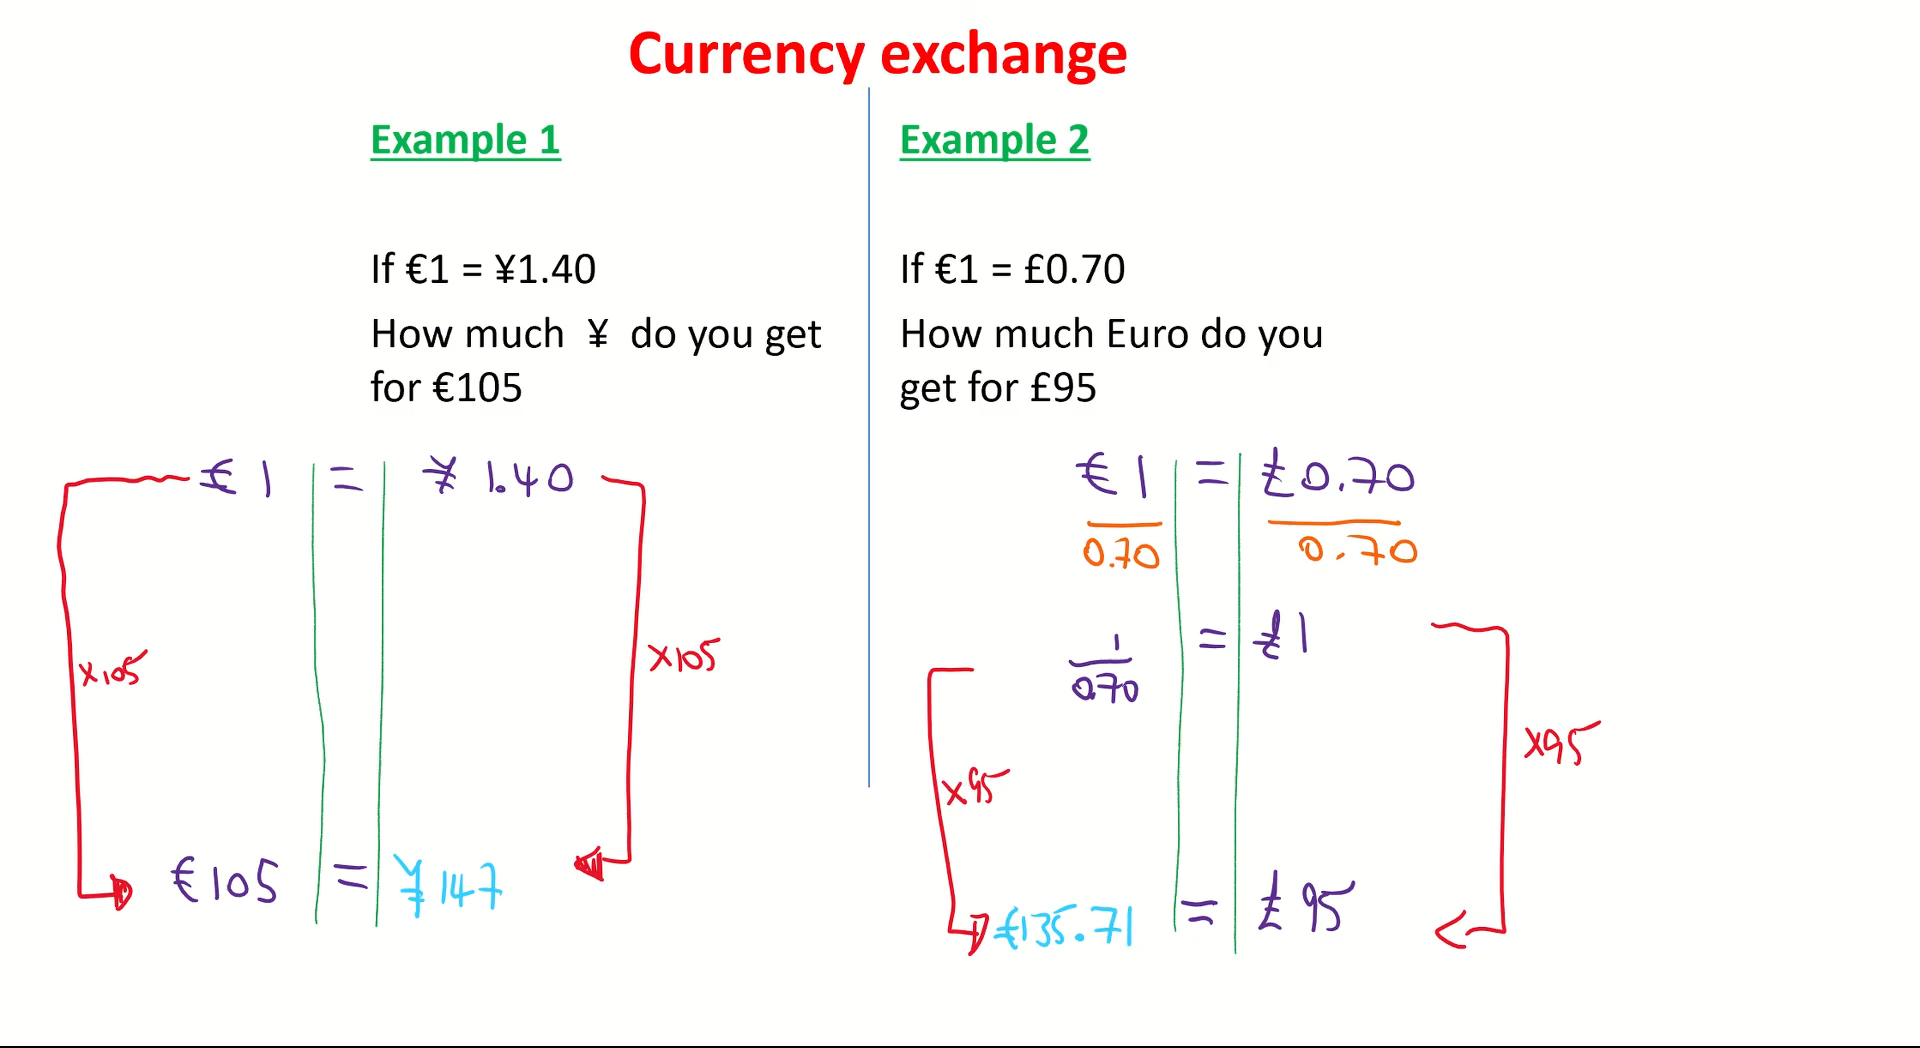 Currency exchange
Example 1
If €1 = ¥1.40
How much ¥ do you get
for €105
€ 1 = ¥ 1.40
x105
x105
€105 = ¥147
Example 2
If €1 = £0.70
How much Euro do you
get for £95
€ 1 = £0.70
0.70 0.70
1
0.70
= £1
x95
x95
€135.71 = £95